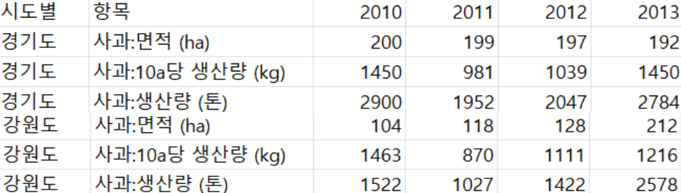 시도별 항목 2010 2011 2012 2013
경기도 사과:면적 (ha) 200 199 197 192
경기도 사과:10a당 생산량 (kg) 1450 981 1039 1450
경기도 사과:생산량 (톤) 2900 1952 2047 2784
강원도 사과:면적 (ha) 104 118 128 212
강원도 사과:10a당 생산량 (kg) 1463 870 1111 1216
강원도 사과:생산량 (톤) 1522 1027 1422 2578